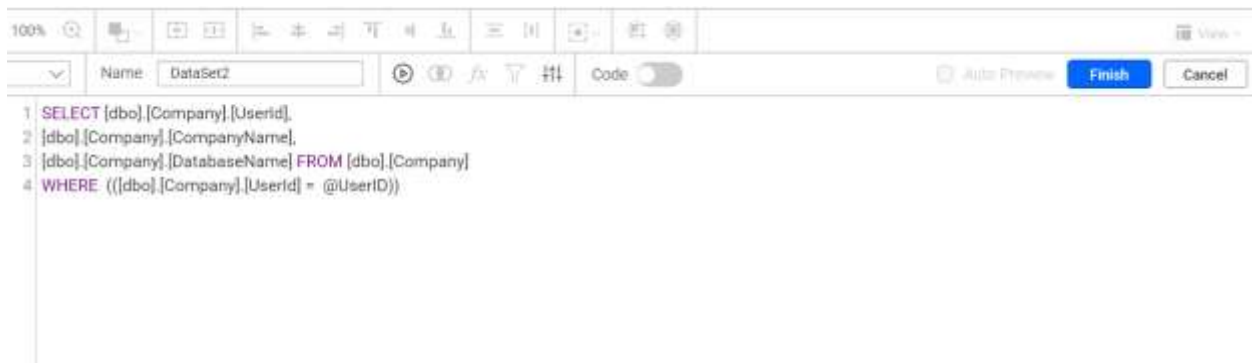 100%
View
Name DataSet2 Code Auto Preview Finish Cancel
1 SELECT [dbo].[Company].[UserId],
2 [dbo].[Company].[CompanyName],
3 [dbo].[Company].[DatabaseName] FROM [dbo].[Company]
4 WHERE (([dbo].[Company].[UserId] = @UserID))